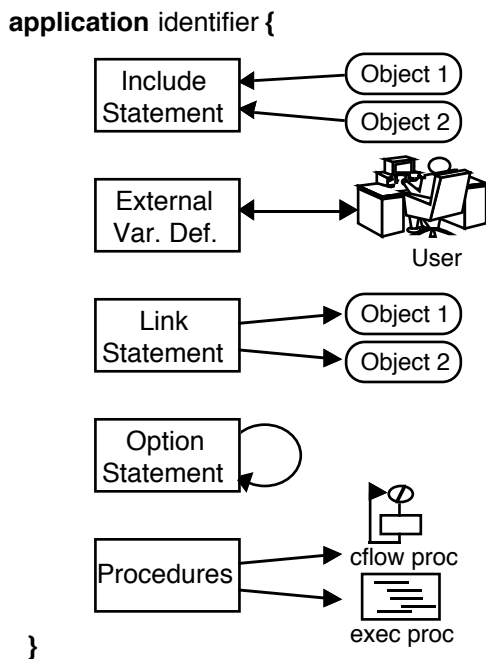 application identifier {
Include
Statement
Object 1
Object 2
External
Var. Def.
User
Link
Statement
Object 1
Object 2
Option
Statement
Procedures
cflow proc
exec proc
}